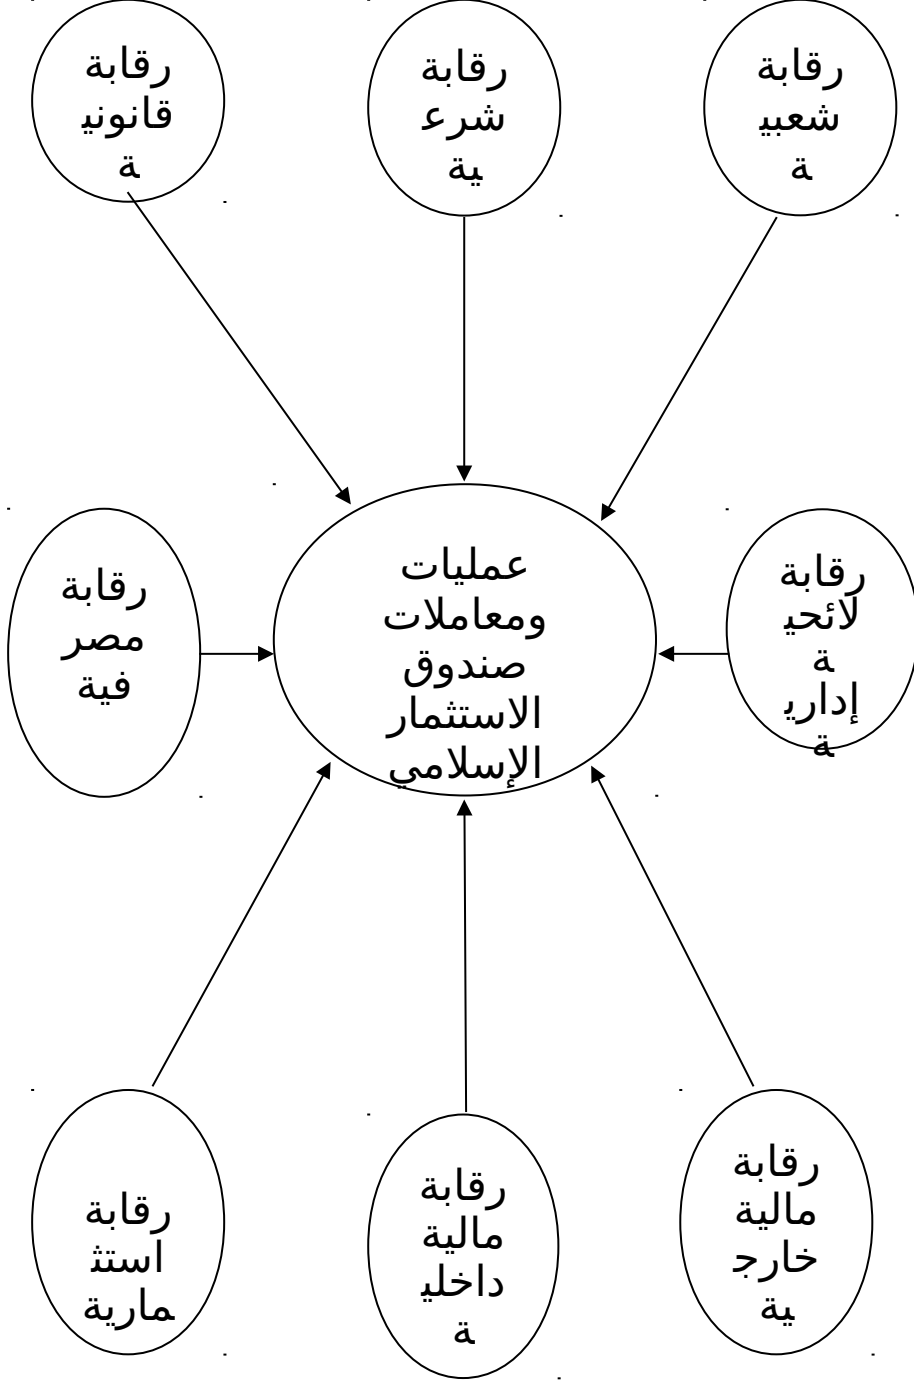 رقابة
شعبي
ة
رقابة
شرع
ية
رقابة
قانوني
ة
رقابة
لائحي
ة
إداري
ة
عمليات
ومعاملات
صندوق
الاستثمار
الإسلامي
رقابة
مصر
فية
رقابة
مالية
خارج
ية
رقابة
مالية
داخلي
ة
رقابة
استث
مارية